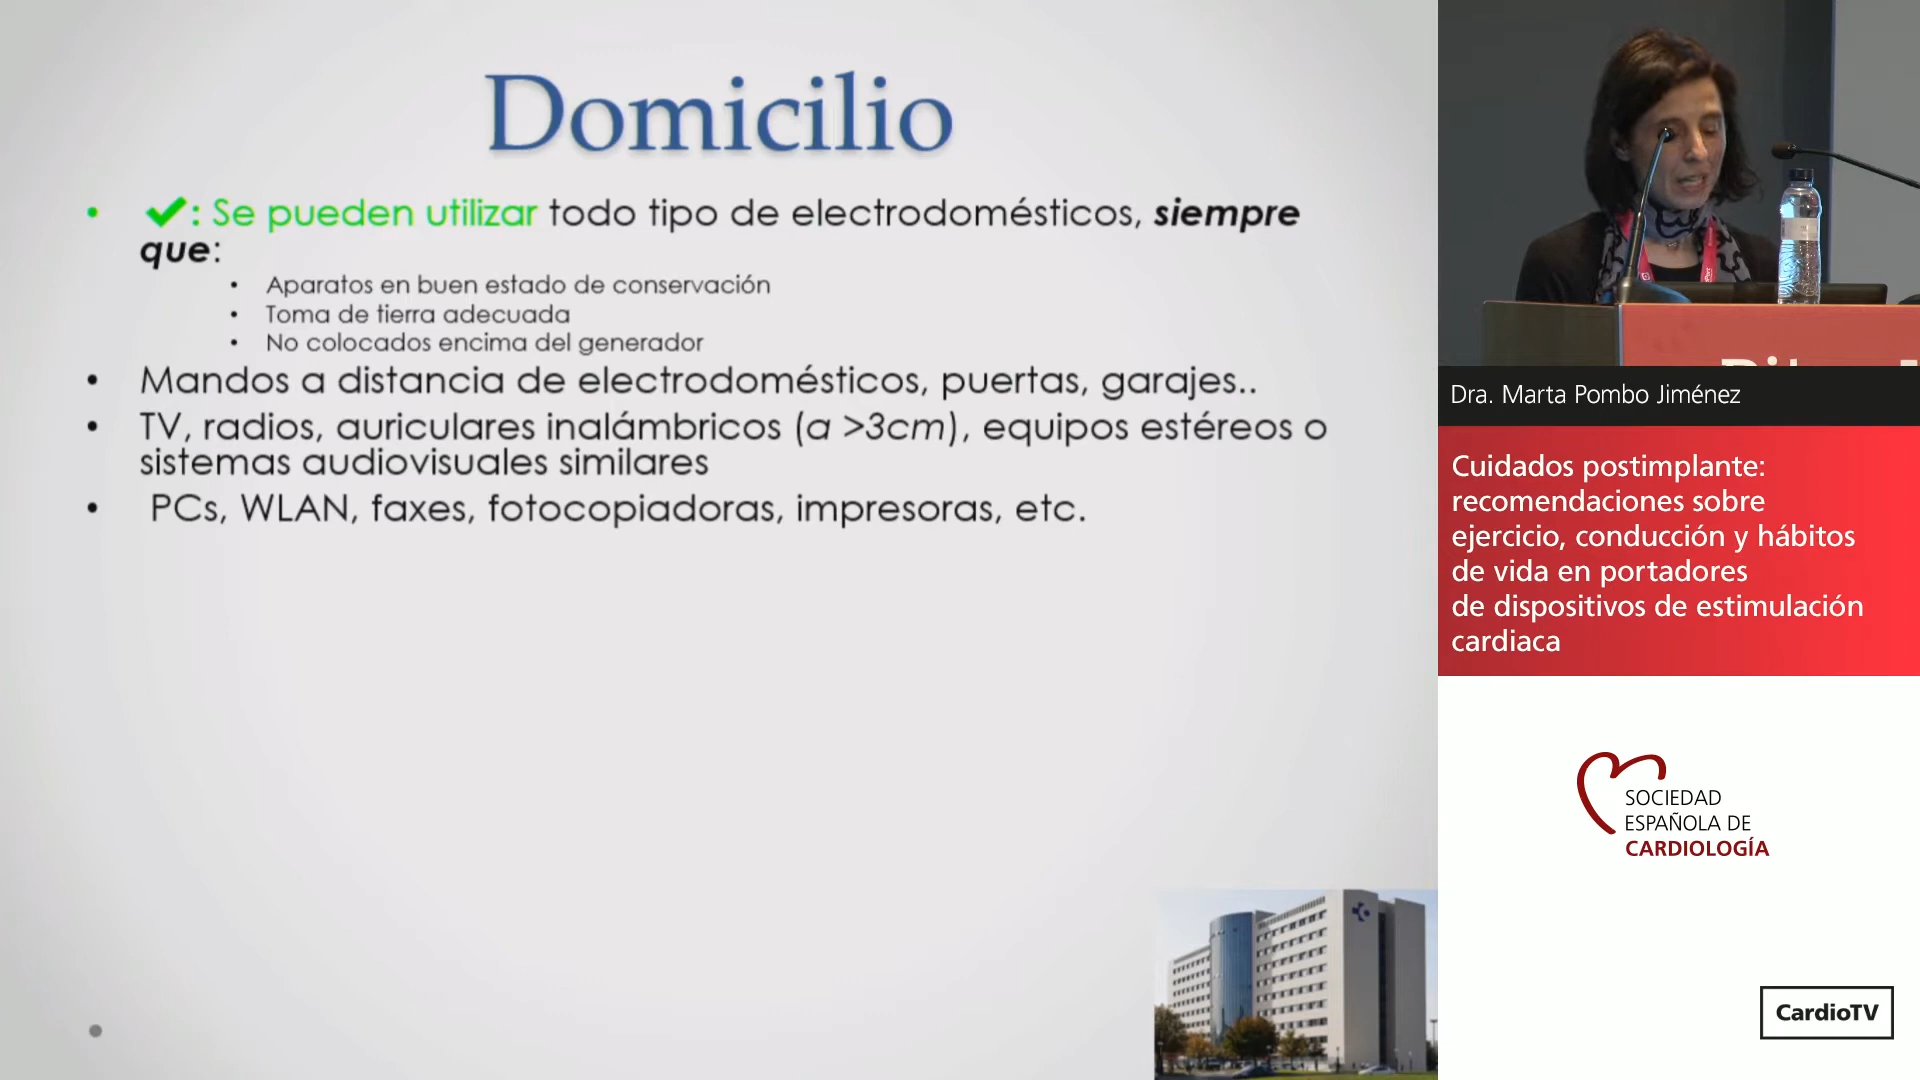 Domicilio
• ✔: Se pueden utilizar todo tipo de electrodomésticos, siempre
que:
• Aparatos en buen estado de conservación
• Toma de tierra adecuada
• No colocados encima del generador
• Mandos a distancia de electrodomésticos, puertas, garajes..
• TV, radios, auriculares inalámbricos (a >3cm), equipos estéreos o
sistemas audiovisuales similares
• PCs, WLAN, faxes, fotocopiadoras, impresoras, etc.
Dra. Marta Pombo Jiménez
Cuidados postimplante:
recomendaciones sobre
ejercicio, conducción y hábitos
de vida en portadores
de dispositivos de estimulación
cardiaca
SOCIEDAD
ESPAÑOLA DE
CARDIOLOGÍA
CardioTV